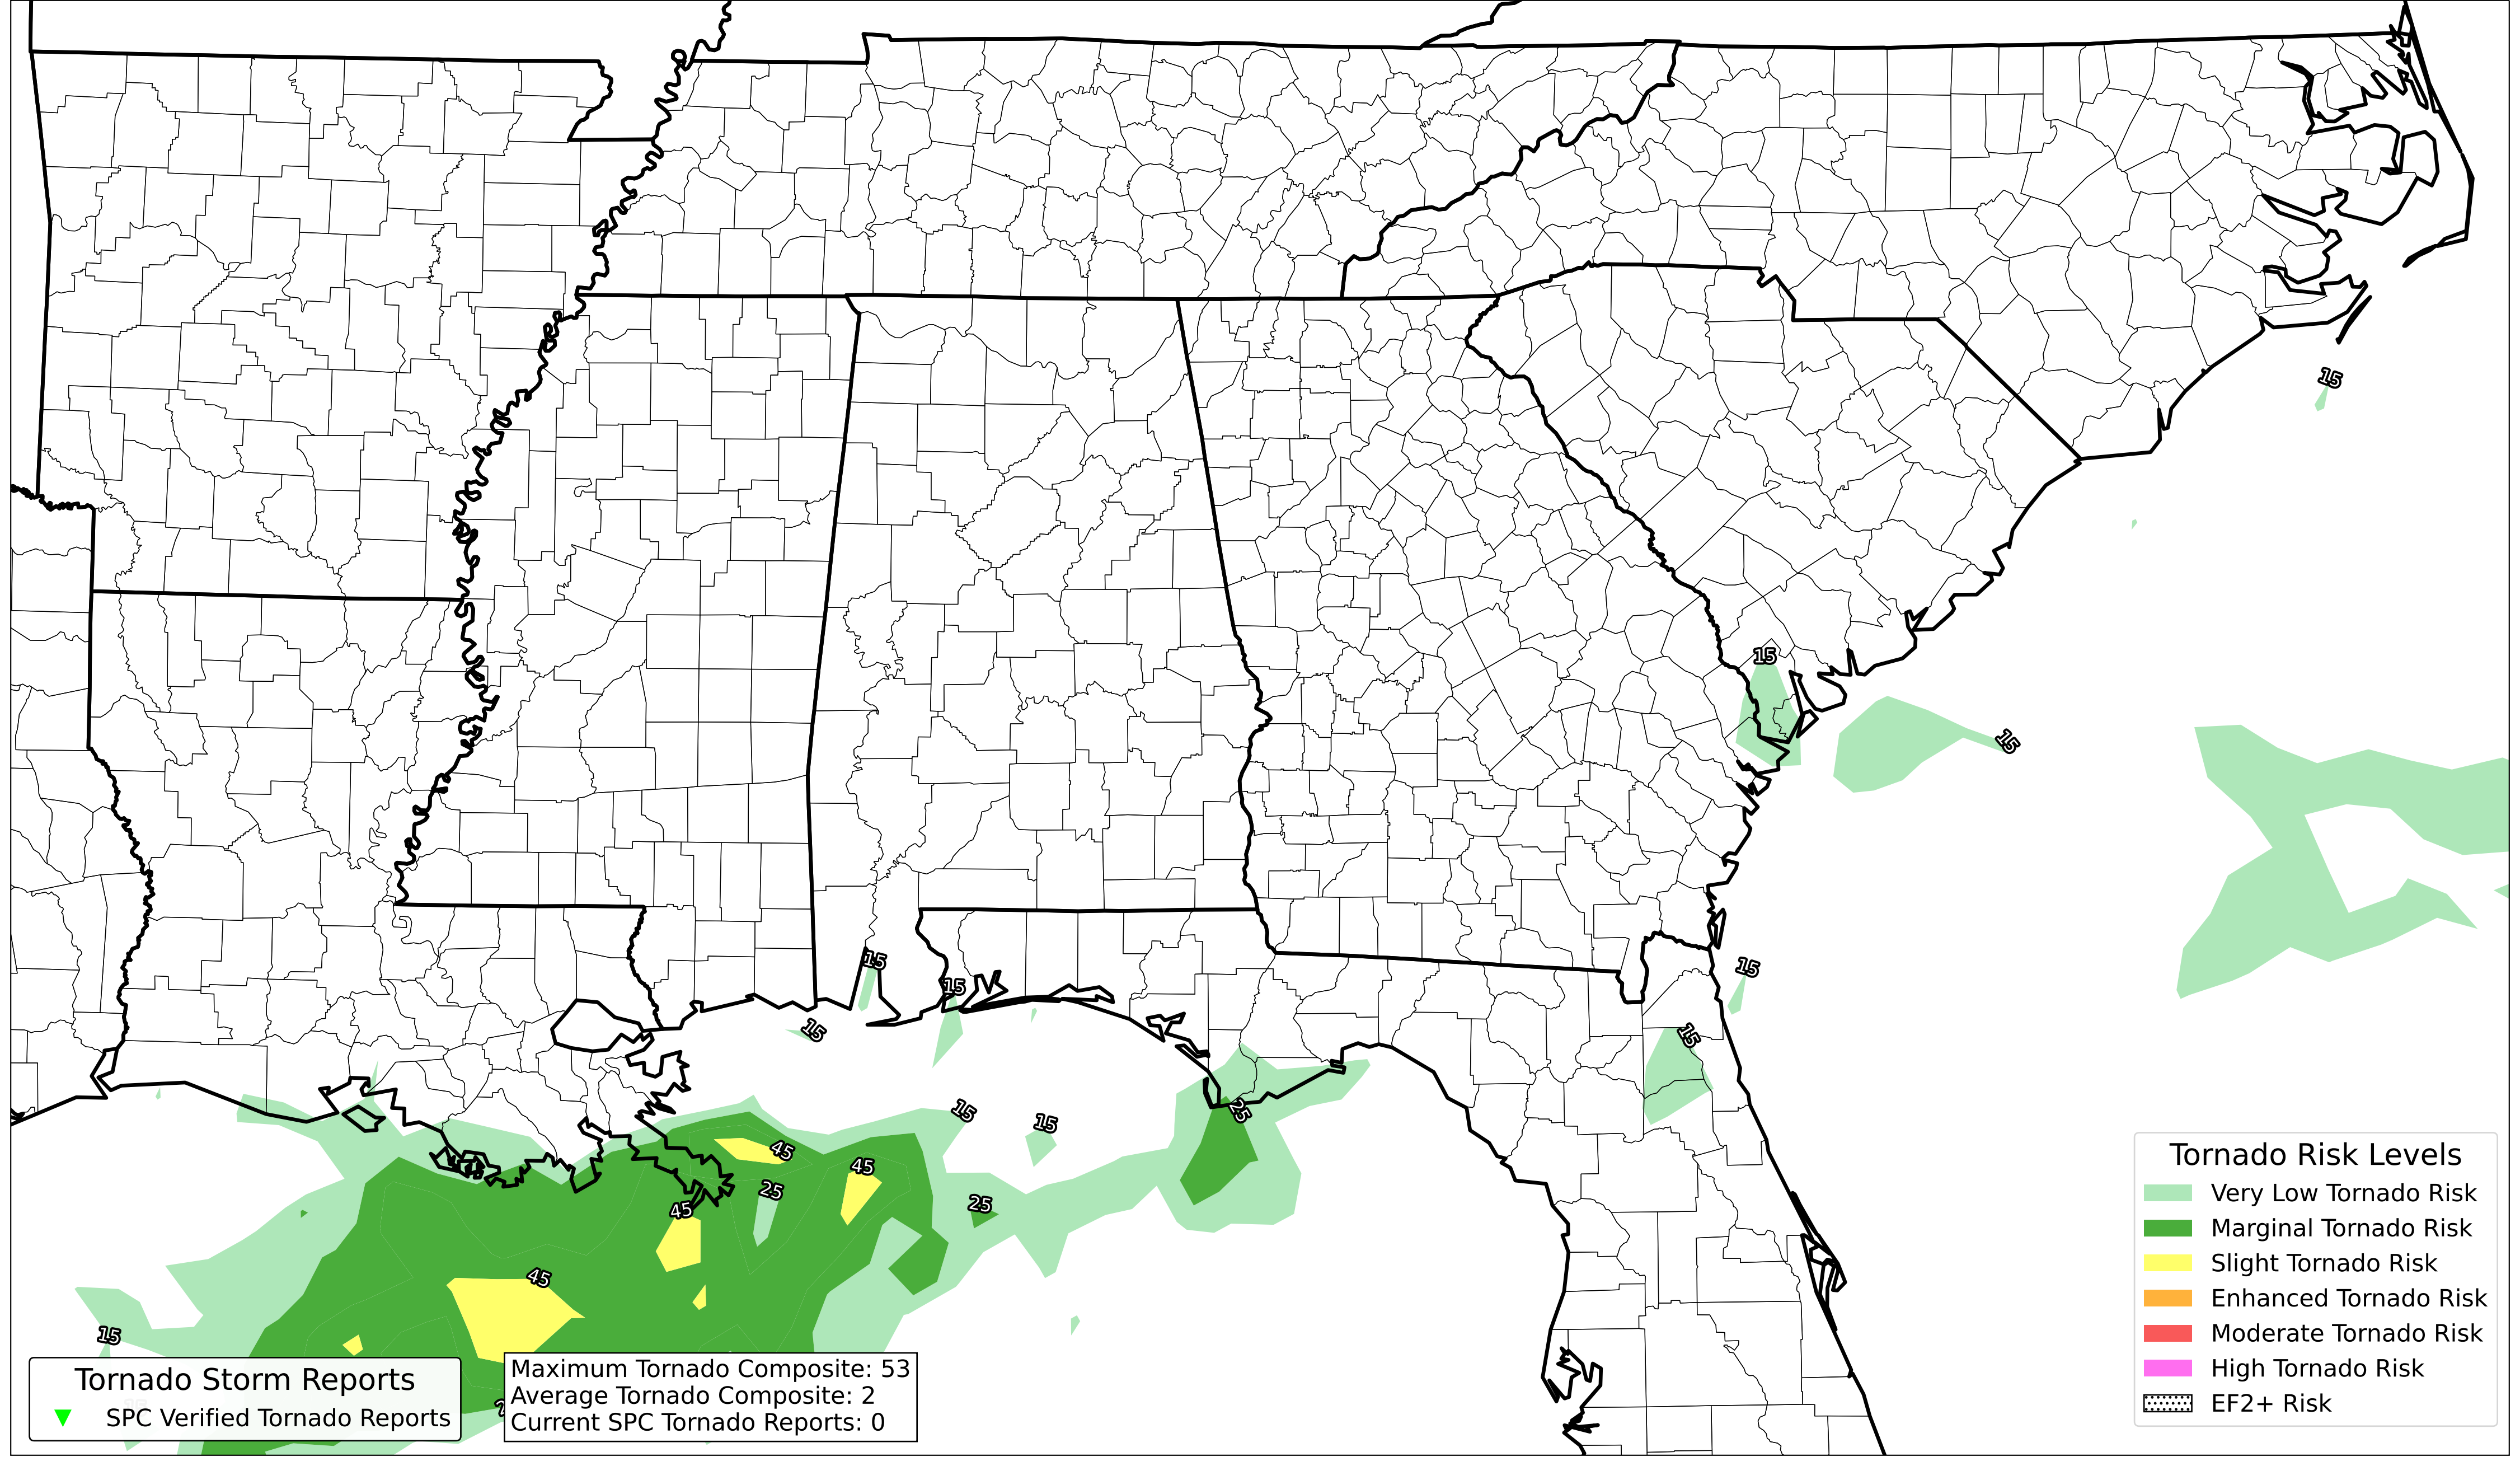 15
15
15
15
15
15
15
15
15
25
15
15
45
45
25
25
45
45
15
Tornado Risk Levels
Very Low Tornado Risk
Marginal Tornado Risk
Slight Tornado Risk
Enhanced Tornado Risk
Moderate Tornado Risk
High Tornado Risk
EF2+ Risk
Tornado Storm Reports
SPC Verified Tornado Reports
Maximum Tornado Composite: 53
Average Tornado Composite: 2
Current SPC Tornado Reports: 0